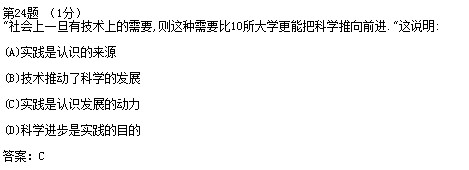 第24题 （1分）
“社会上一旦有技术上的需要,则这种需要比10所大学更能把科学推向前进.“这说明:
(A)实践是认识的来源
(B)技术推动了科学的发展
(C)实践是认识发展的动力
(D)科学进步是实践的目的
答案：C